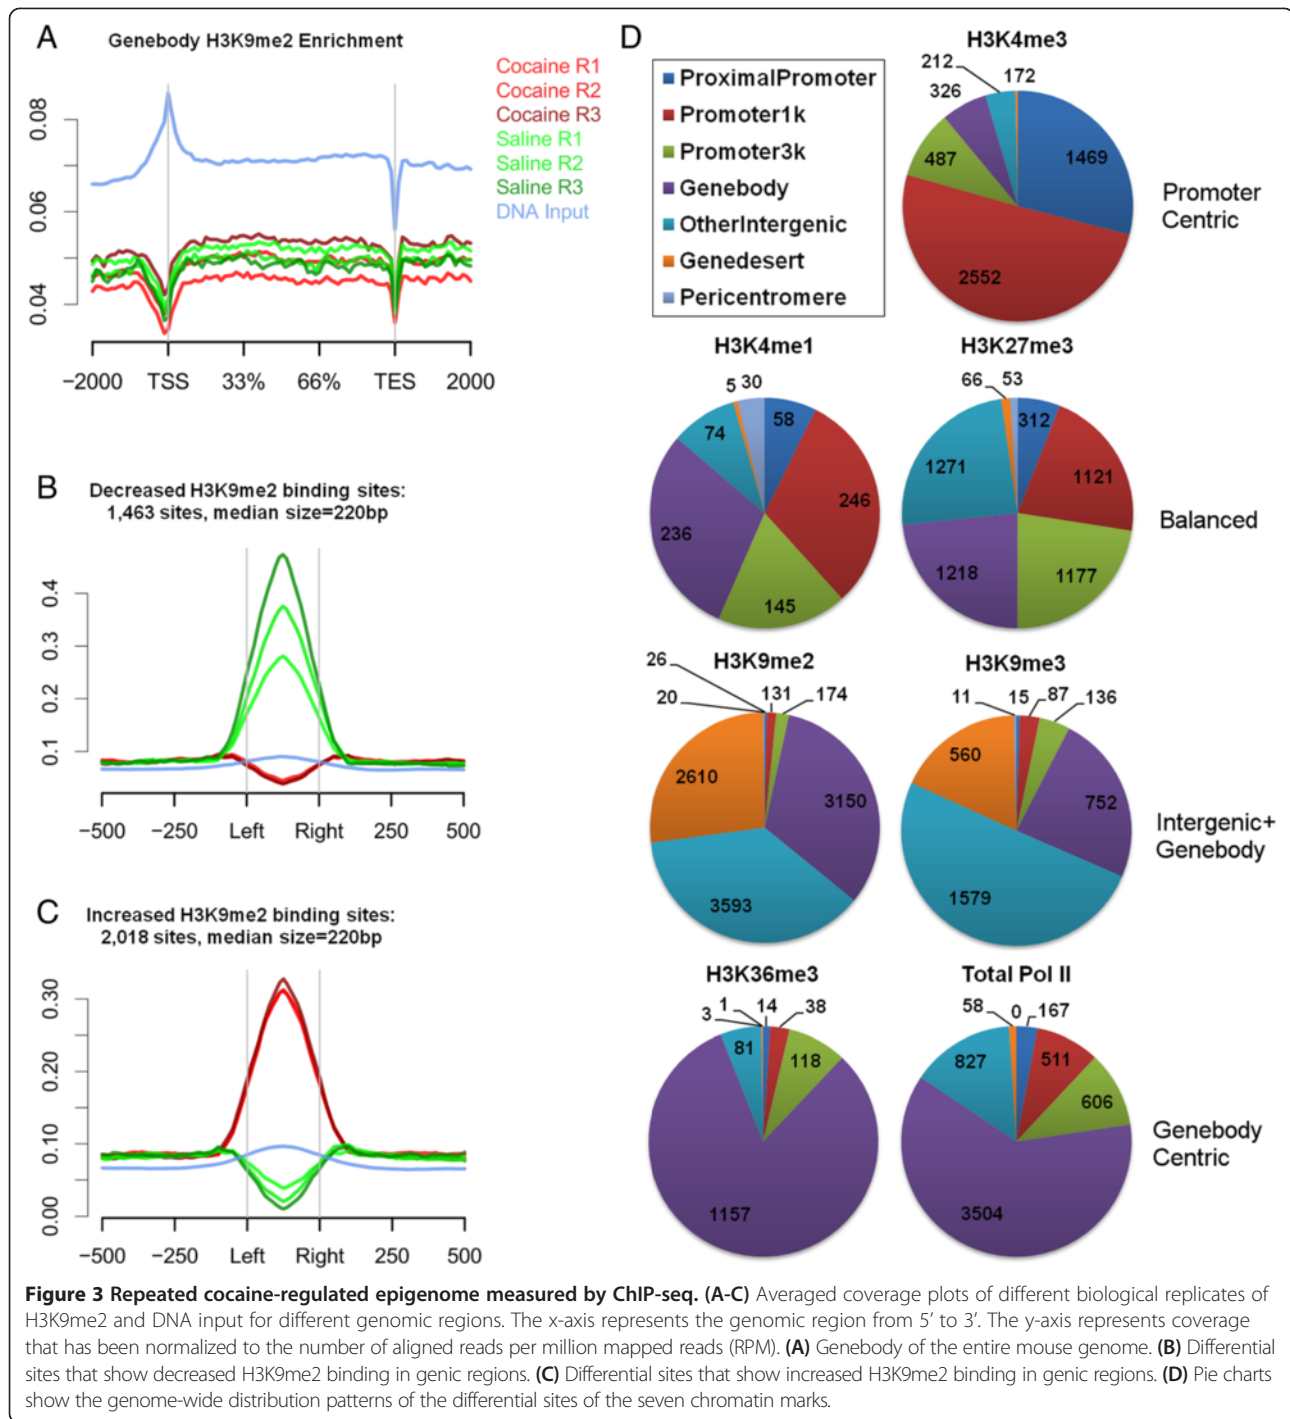 A
Genebody H3K9me2 Enrichment
Cocaine R1
Cocaine R2
Cocaine R3
Saline R1
Saline R2
Saline R3
DNA Input
0.08
0.06
0.04
−2000 TSS 33% 66% TES 2000
B
Decreased H3K9me2 binding sites:
1,463 sites, median size=220bp
0.4
0.3
0.2
0.1
−500 −250 Left Right 250 500
C
Increased H3K9me2 binding sites:
2,018 sites, median size=220bp
0.30
0.20
0.10
0.00
−500 −250 Left Right 250 500
D
ProximalPromoter
Promoter1k
Promoter3k
Genebody
OtherIntergenic
Genedesert
Pericentromere
H3K4me3
212 172
326
487
1469
2552
Promoter
Centric
H3K4me1
5 30
58
74
246
236
145
H3K27me3
66 53
312
1271
1121
1218
1177
Balanced
H3K9me2
26
20
131
174
2610
3150
3593
H3K9me3
11 15 87
136
560
752
1579
Intergenic+
Genebody
H3K36me3
1 14 38
3
81
118
1157
Total Pol II
58 0 167
827
511
606
3504
Genebody
Centric
Figure 3 Repeated cocaine-regulated epigenome measured by ChIP-seq. (A-C) Averaged coverage plots of different biological replicates of
H3K9me2 and DNA input for different genomic regions. The x-axis represents the genomic region from 5’ to 3’. The y-axis represents coverage
that has been normalized to the number of aligned reads per million mapped reads (RPM). (A) Genebody of the entire mouse genome. (B) Differential
sites that show decreased H3K9me2 binding in genic regions. (C) Differential sites that show increased H3K9me2 binding in genic regions. (D) Pie charts
show the genome-wide distribution patterns of the differential sites of the seven chromatin marks.